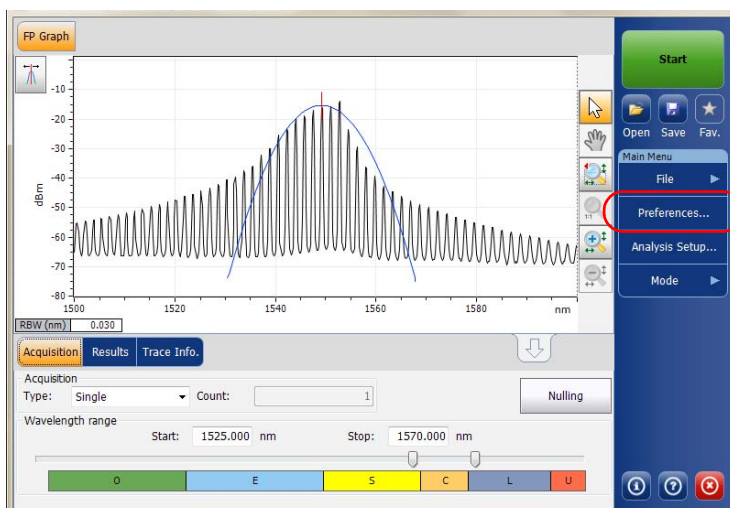 FP Graph
Start
-10
-20
-30
-40
-50
-60
-70
-80
dBm
1500 1520 1540 1560 1580 nm
RBW (nm) 0.030
Open Save Fav.
Main Menu
File
Preferences...
Analysis Setup...
Mode
1:1
Acquisition Results Trace Info.
Acquisition
Type: Single Count: 1
Nulling
Wavelength range
Start: 1525.000 nm Stop: 1570.000 nm
O E S C L U